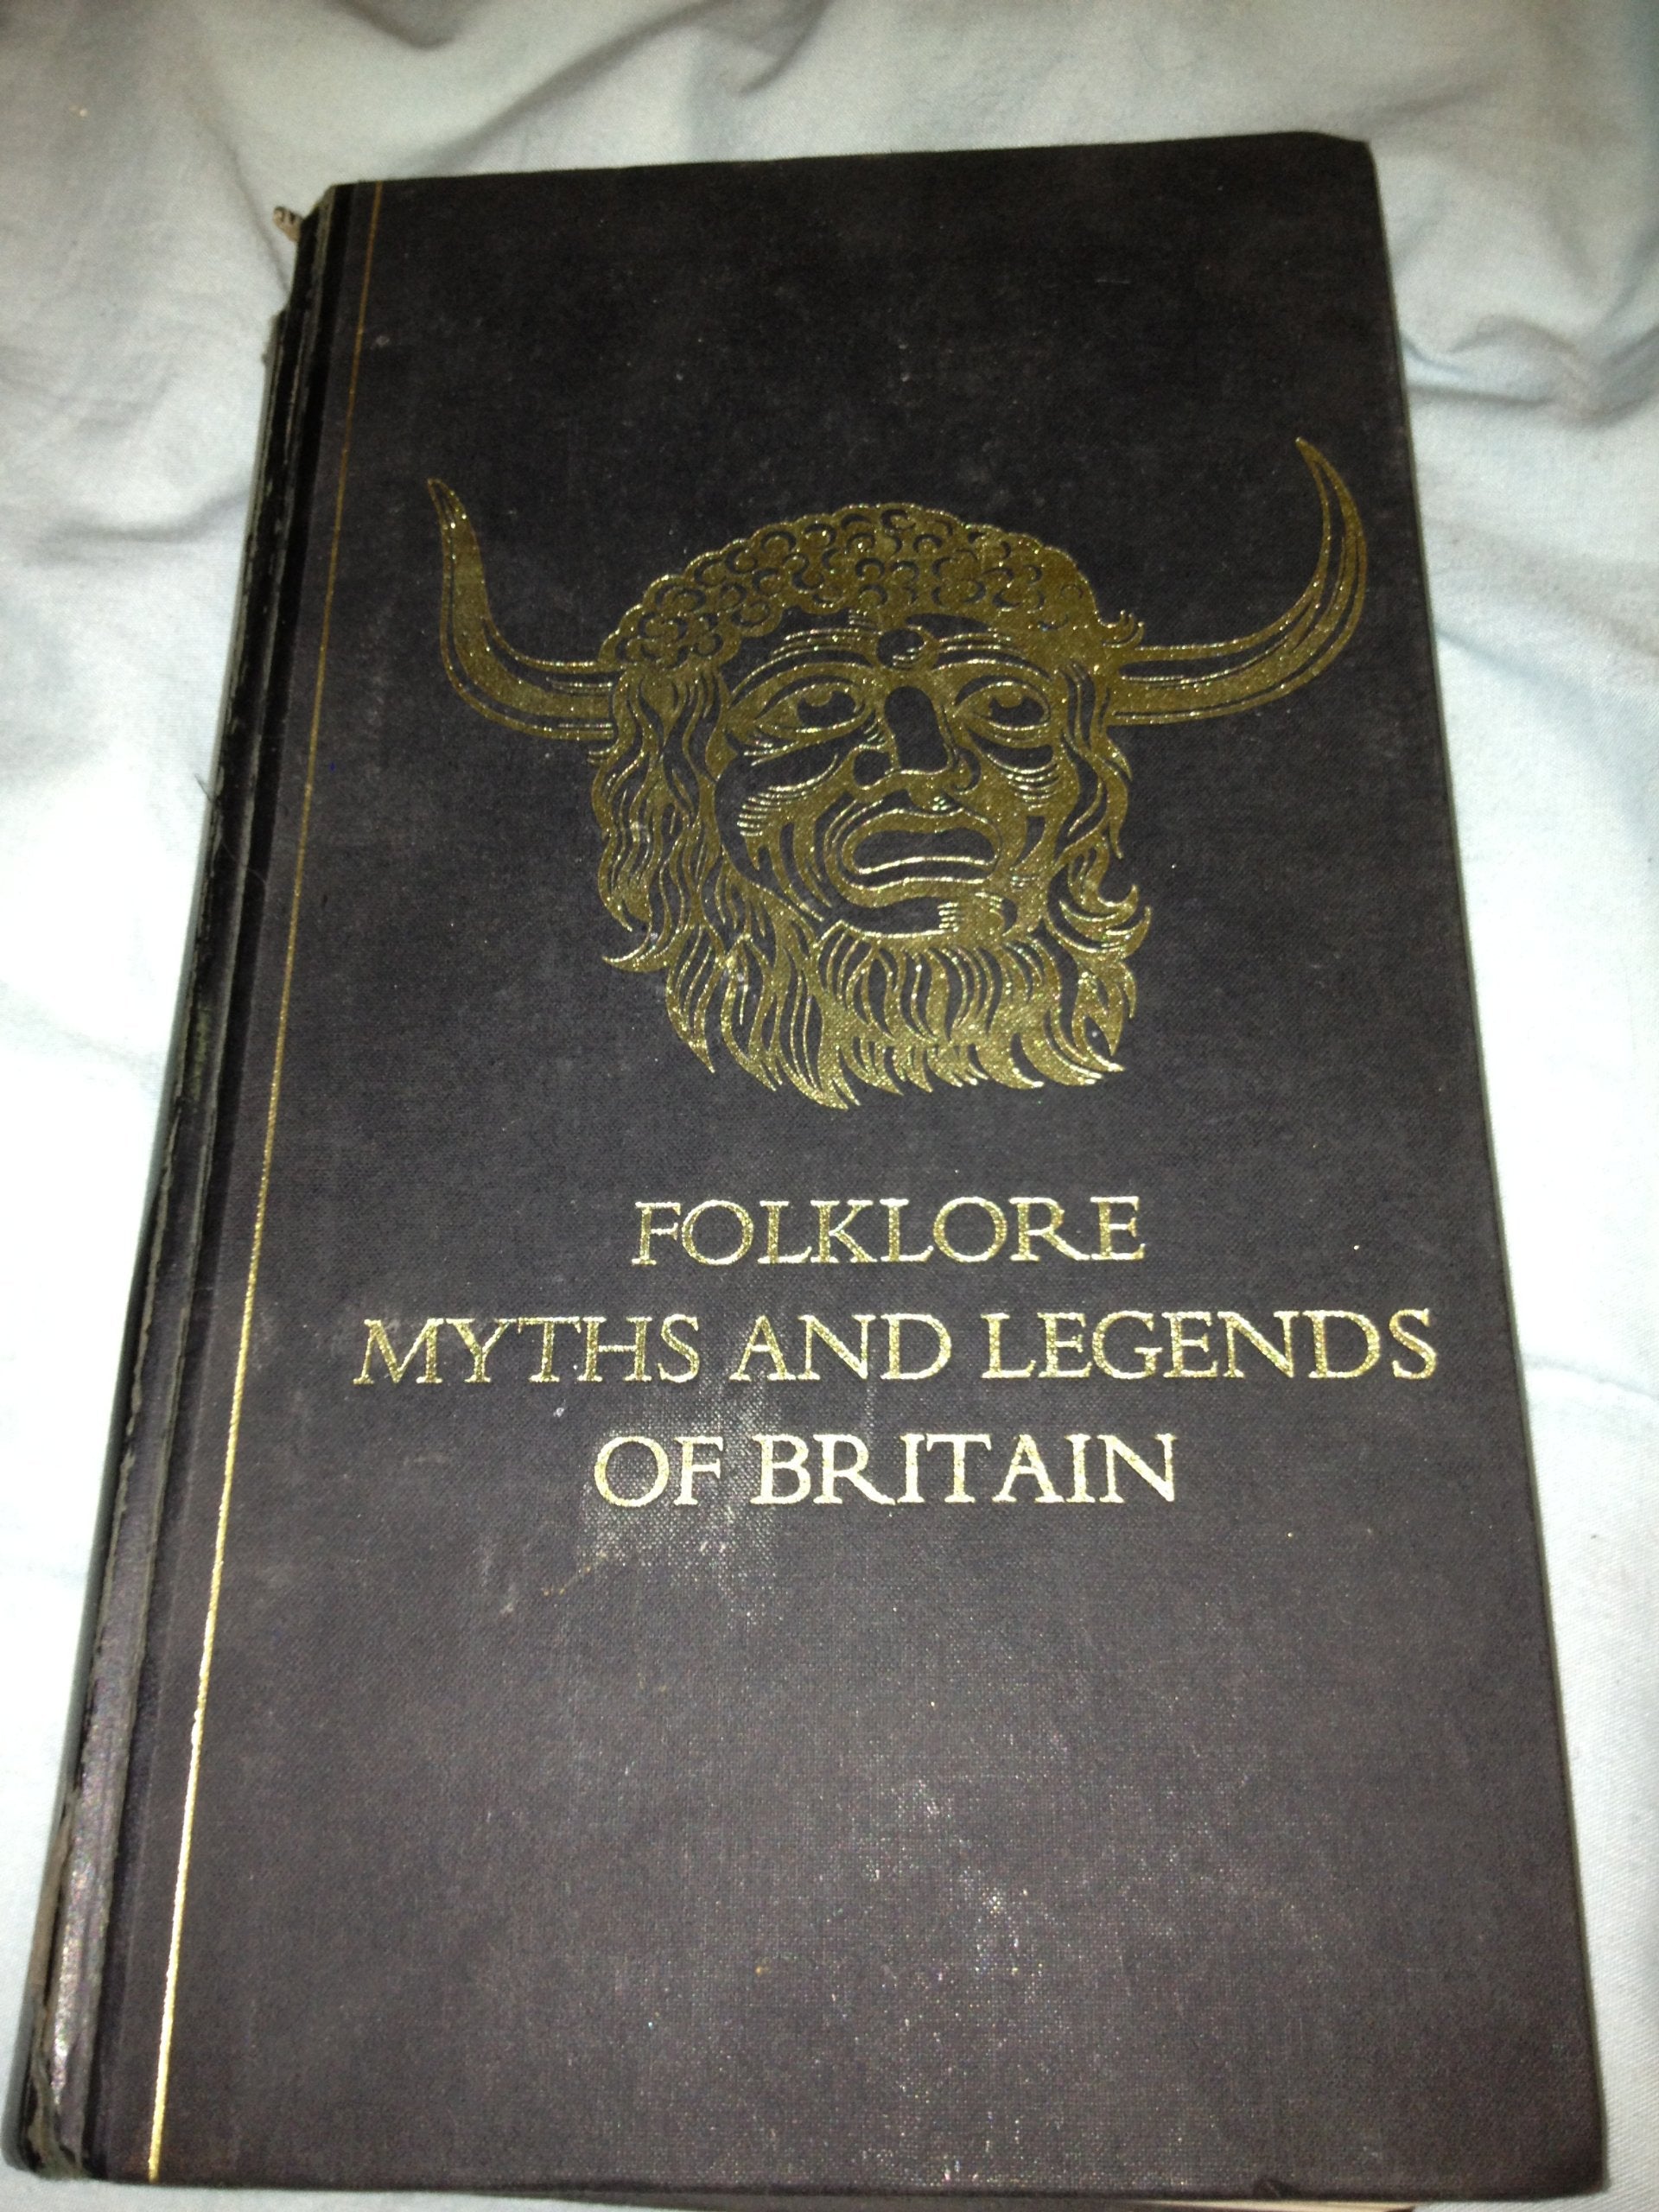 FOLKLORE
MYTHS AND LEGENDS
OF BRITAIN